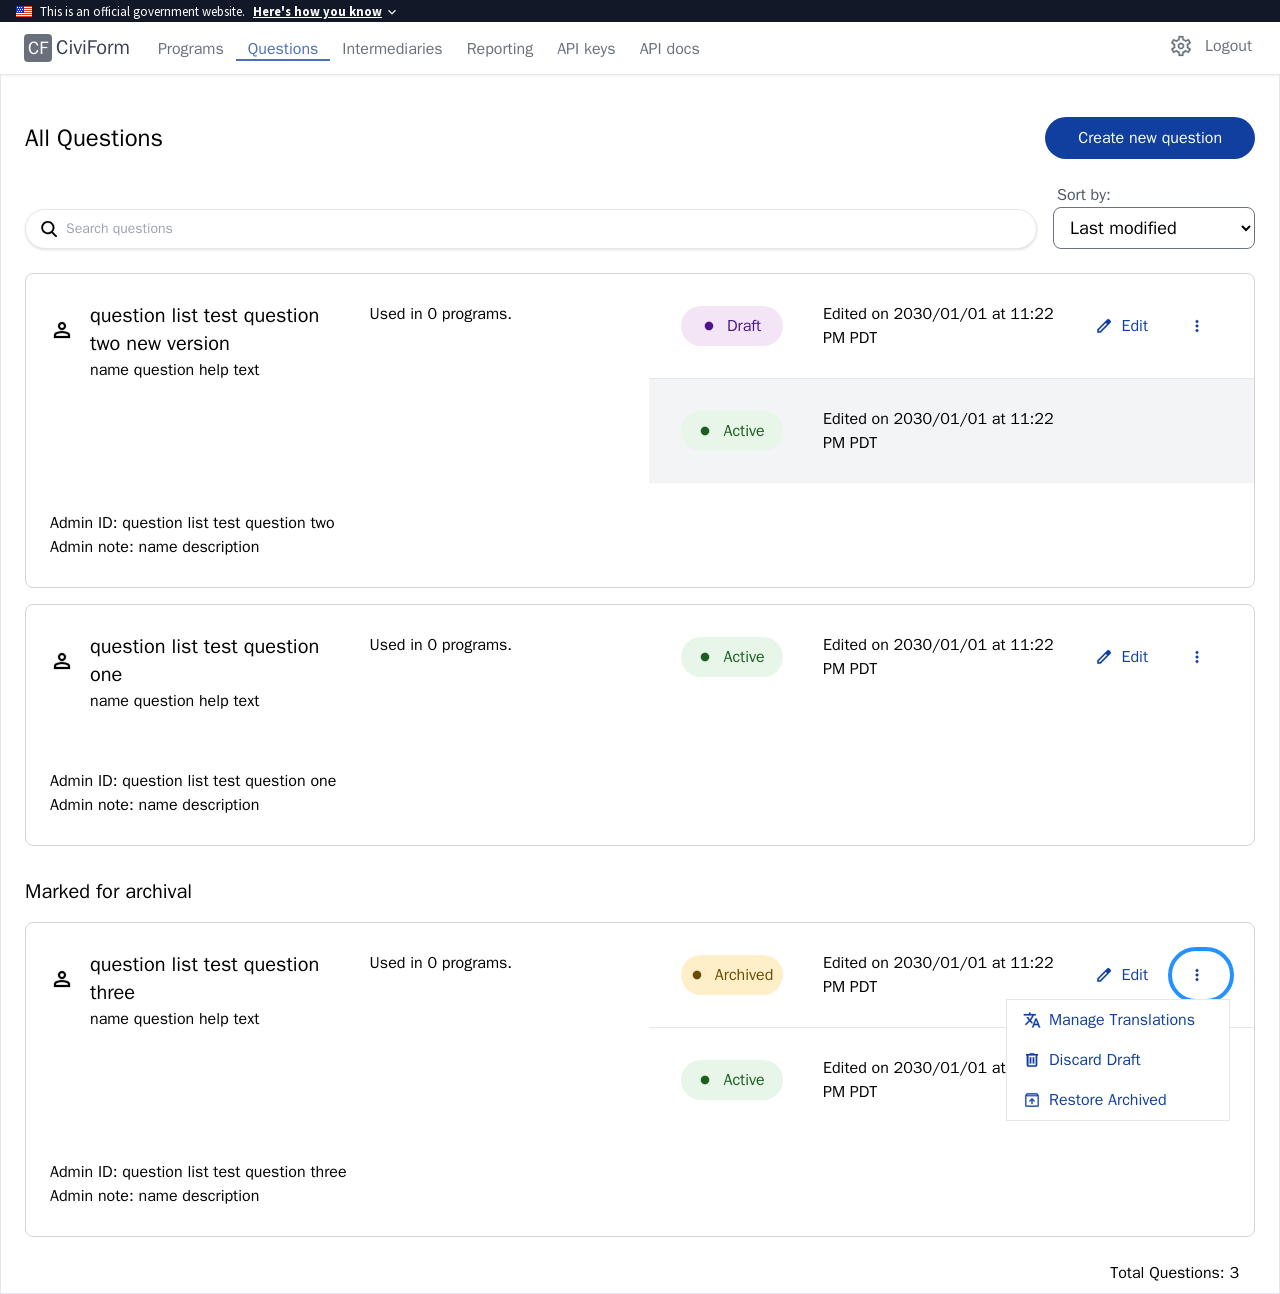 This is an official government website. Here's how you know
CF CiviForm Programs Questions Intermediaries Reporting API keys API docs Logout
All Questions
Create new question
Sort by:
Search questions
Last modified
question list test question
two new version
name question help text
Used in 0 programs.
Draft
Edited on 2030/01/01 at 11:22
PM PDT
Edit
Active
Edited on 2030/01/01 at 11:22
PM PDT
Admin ID: question list test question two
Admin note: name description
question list test question
one
name question help text
Used in 0 programs.
Active
Edited on 2030/01/01 at 11:22
PM PDT
Edit
Admin ID: question list test question one
Admin note: name description
Marked for archival
question list test question
three
name question help text
Used in 0 programs.
Archived
Edited on 2030/01/01 at 11:22
PM PDT
Edit
Manage Translations
Discard Draft
Restore Archived
Active
Edited on 2030/01/01 at
PM PDT
Admin ID: question list test question three
Admin note: name description
Total Questions: 3